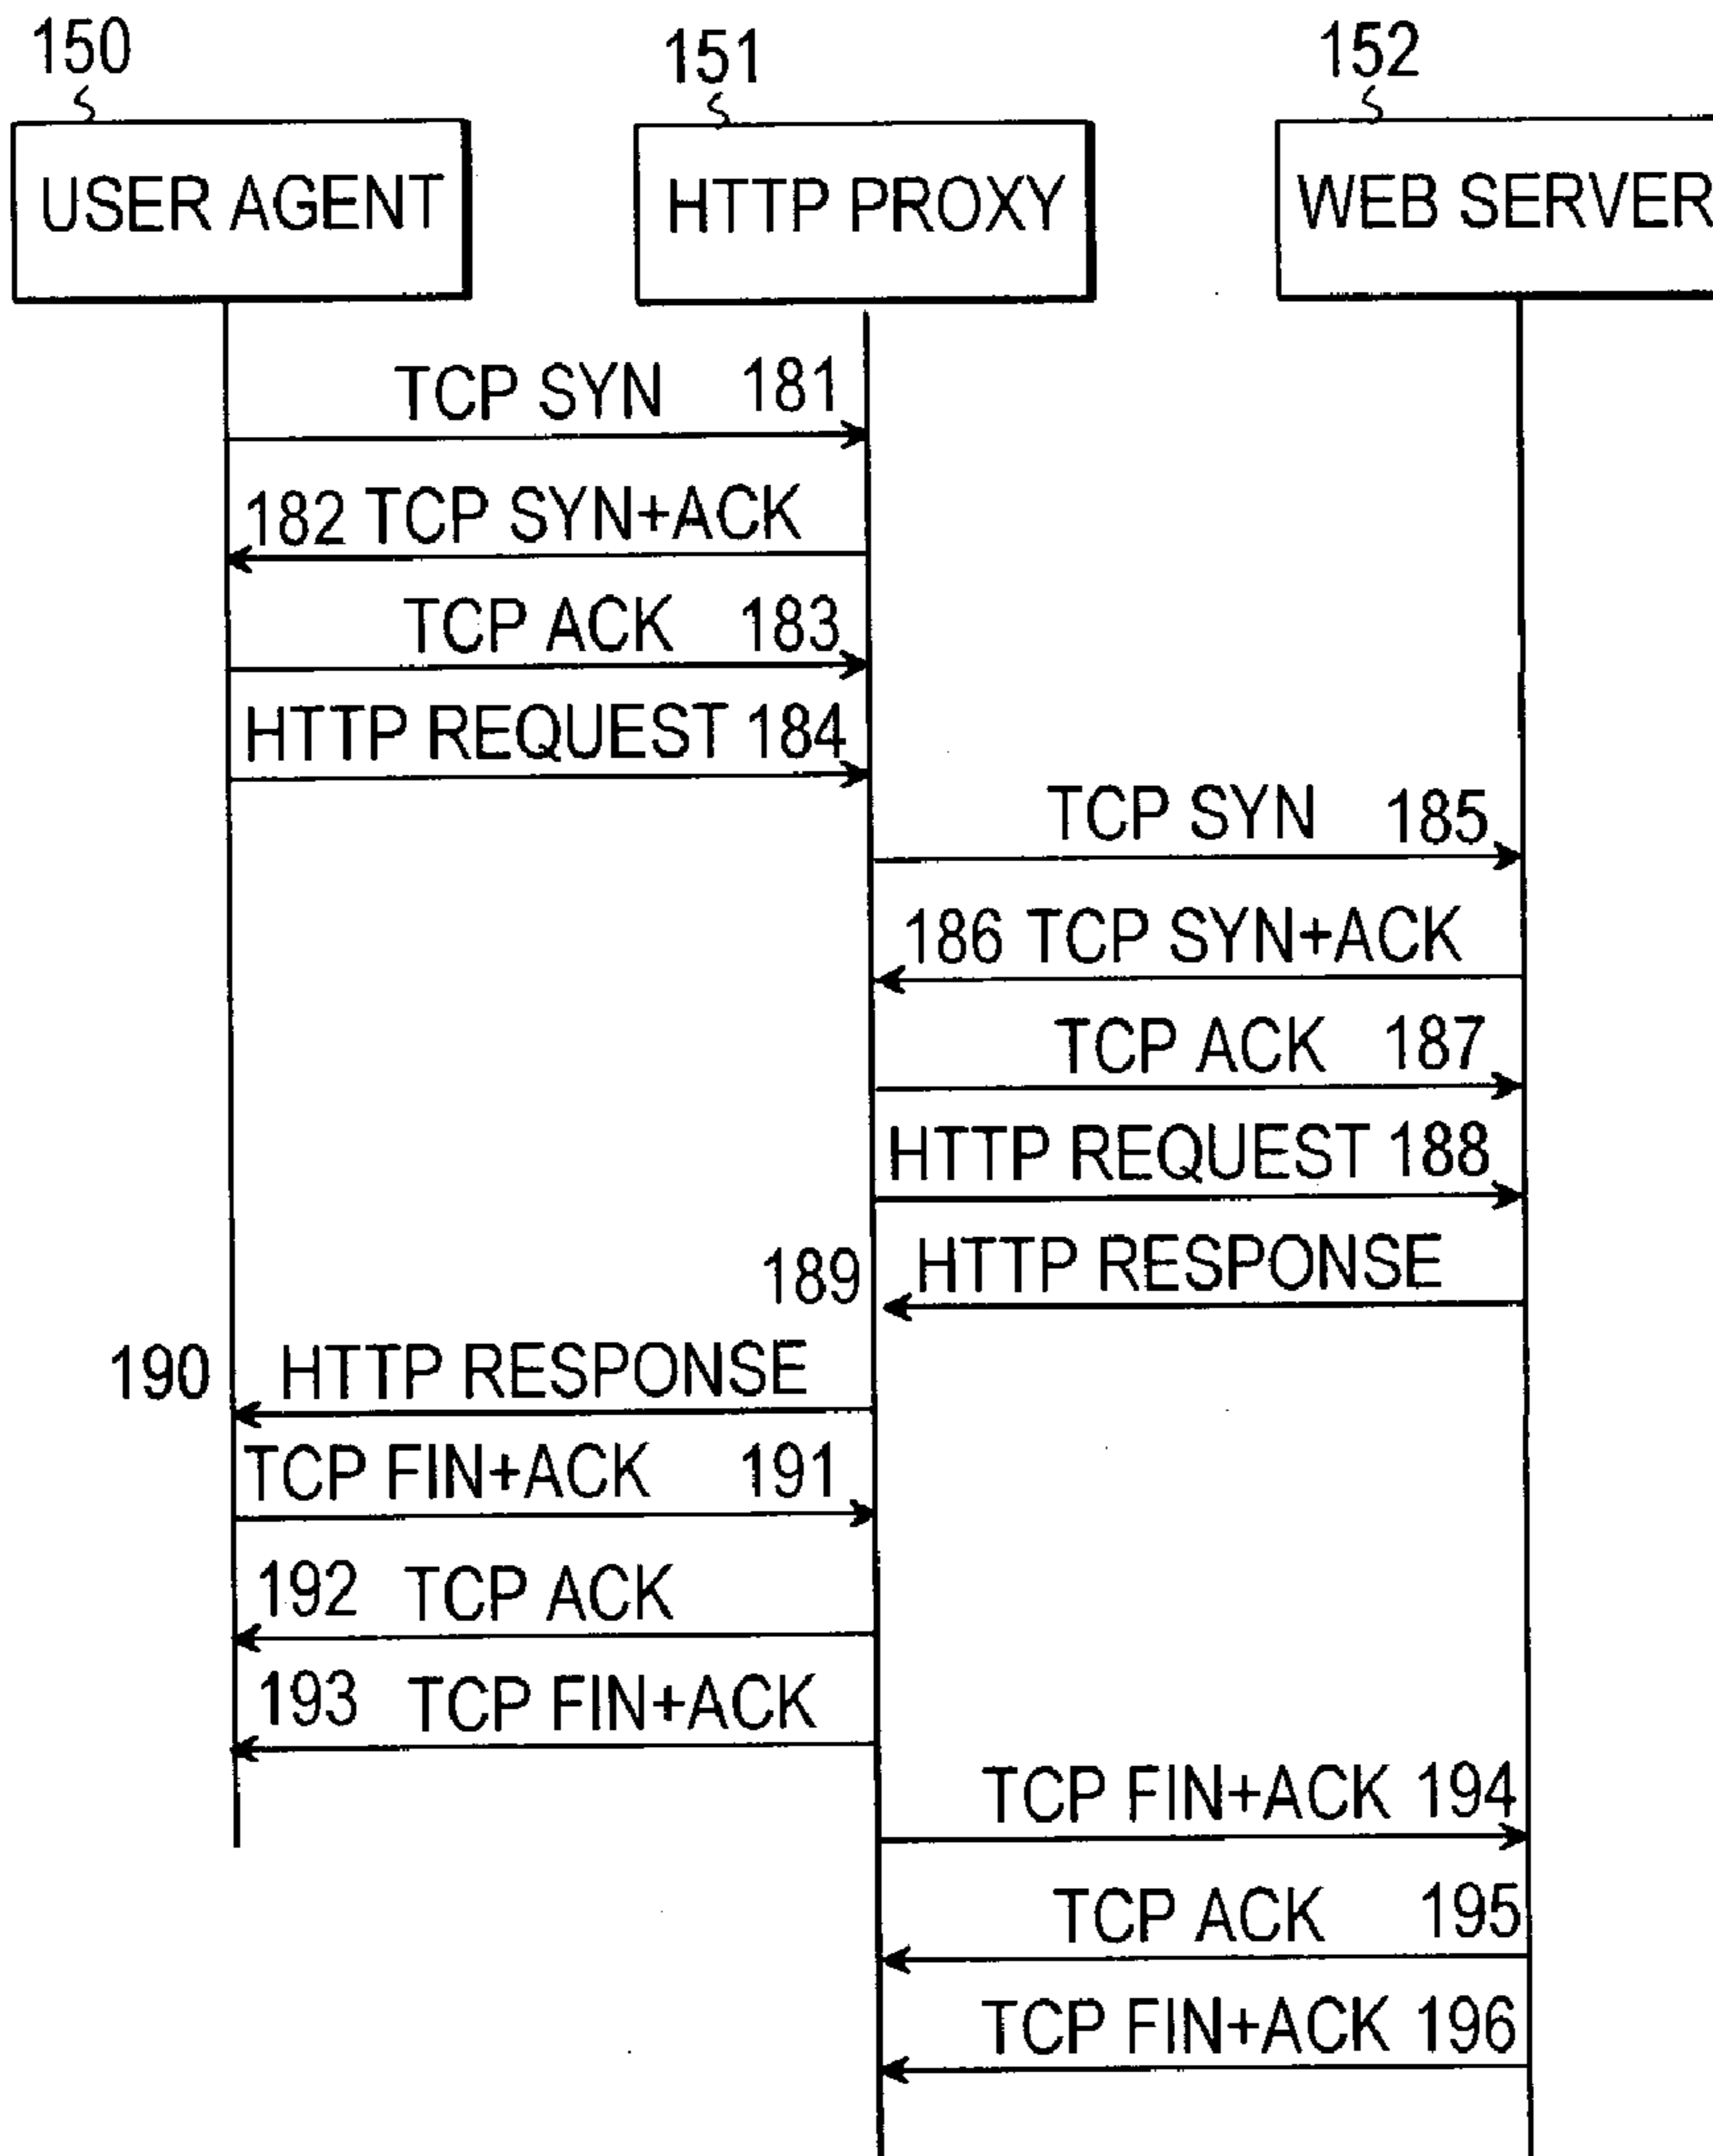 150
151
152
USER AGENT
HTTP PROXY
WEB SERVER
TCP SYN 181
182 TCP SYN+ACK
TCP ACK 183
HTTP REQUEST 184
TCP SYN 185
186 TCP SYN+ACK
TCP ACK 187
HTTP REQUEST 188
189 HTTP RESPONSE
190 HTTP RESPONSE
TCP FIN+ACK 191
192 TCP ACK
193 TCP FIN+ACK
TCP FIN+ACK 194
TCP ACK 195
TCP FIN+ACK 196